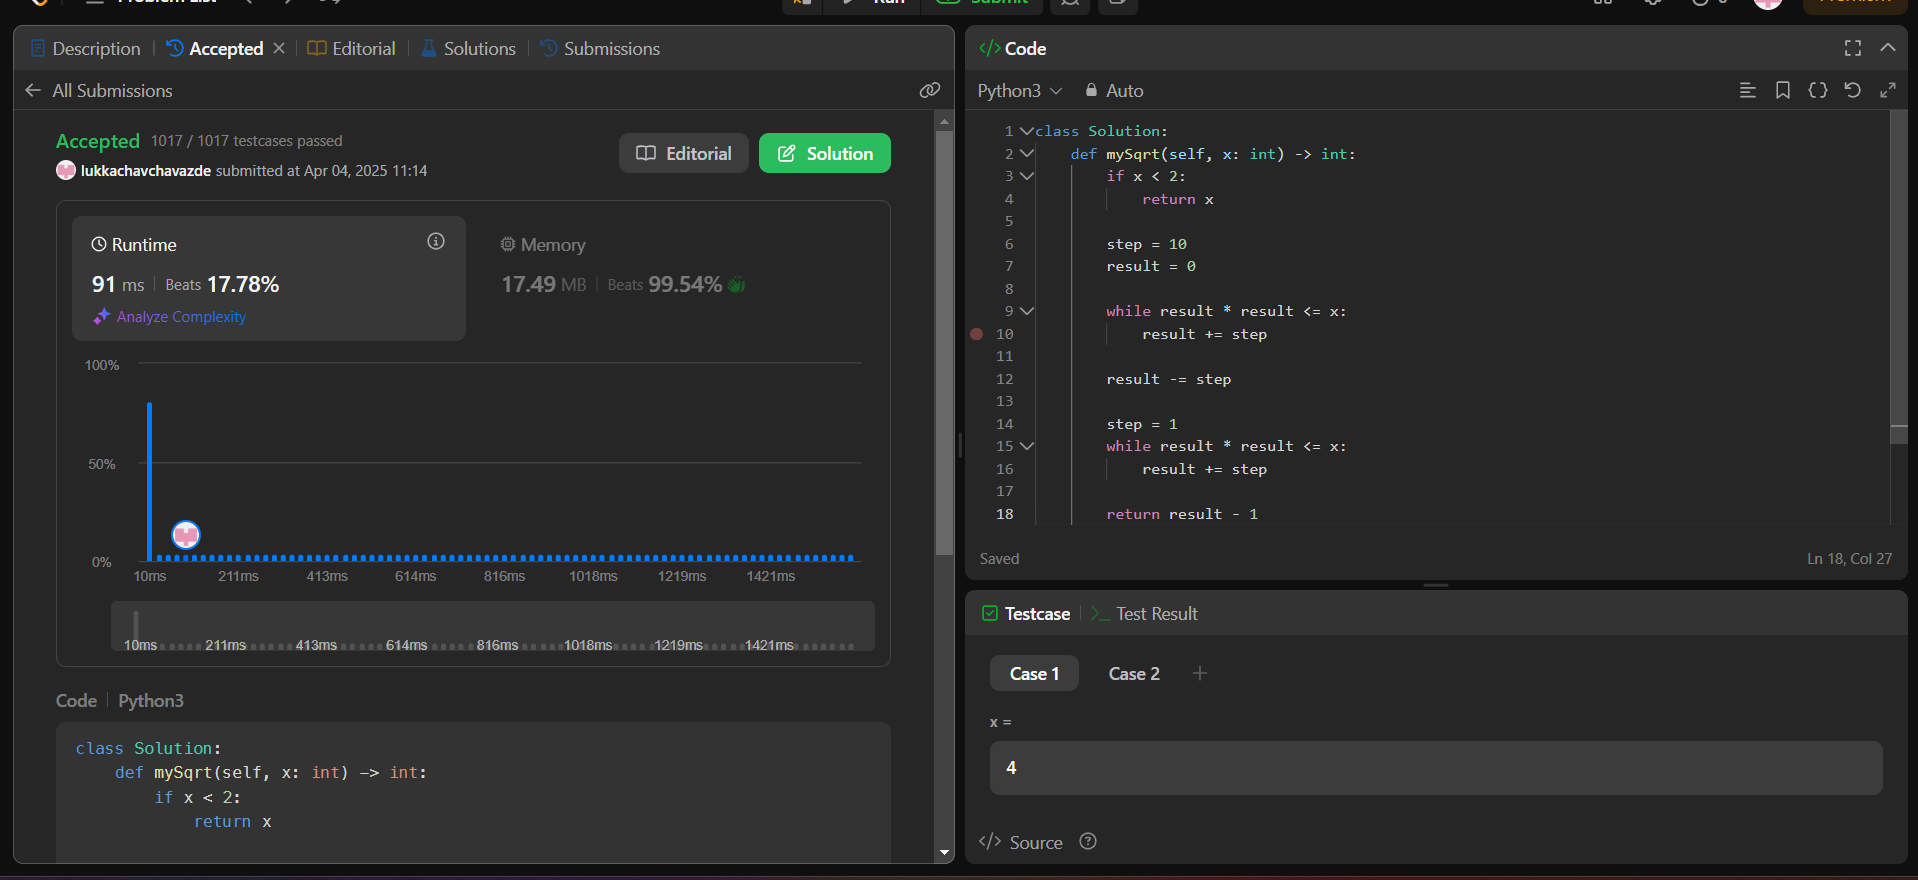 Problem List
Run
Submit
0
Premium
Description
Accepted
Editorial
Solutions
Submissions
All Submissions
Accepted 1017 / 1017 testcases passed
lukkachavchavazde submitted at Apr 04, 2025 11:14
Editorial
Solution
Runtime
91 ms Beats 17.78%
Analyze Complexity
Memory
17.49 MB Beats 99.54%
100%
50%
0%
10ms 211ms 413ms 614ms 816ms 1018ms 1219ms 1421ms
10ms 211ms 413ms 614ms 816ms 1018ms 1219ms 1421ms
Code Python3
class Solution:
    def mySqrt(self, x: int) -> int:
        if x < 2:
            return x
</> Code
Python3 Auto
1 class Solution:
2     def mySqrt(self, x: int) -> int:
3         if x < 2:
4             return x
5
6         step = 10
7         result = 0
8
9         while result * result <= x:
10             result += step
11
12         result -= step
13
14         step = 1
15         while result * result <= x:
16             result += step
17
18         return result - 1
Saved
Ln 18, Col 27
Testcase
>_ Test Result
Case 1
Case 2
+
x =
4
</> Source ?